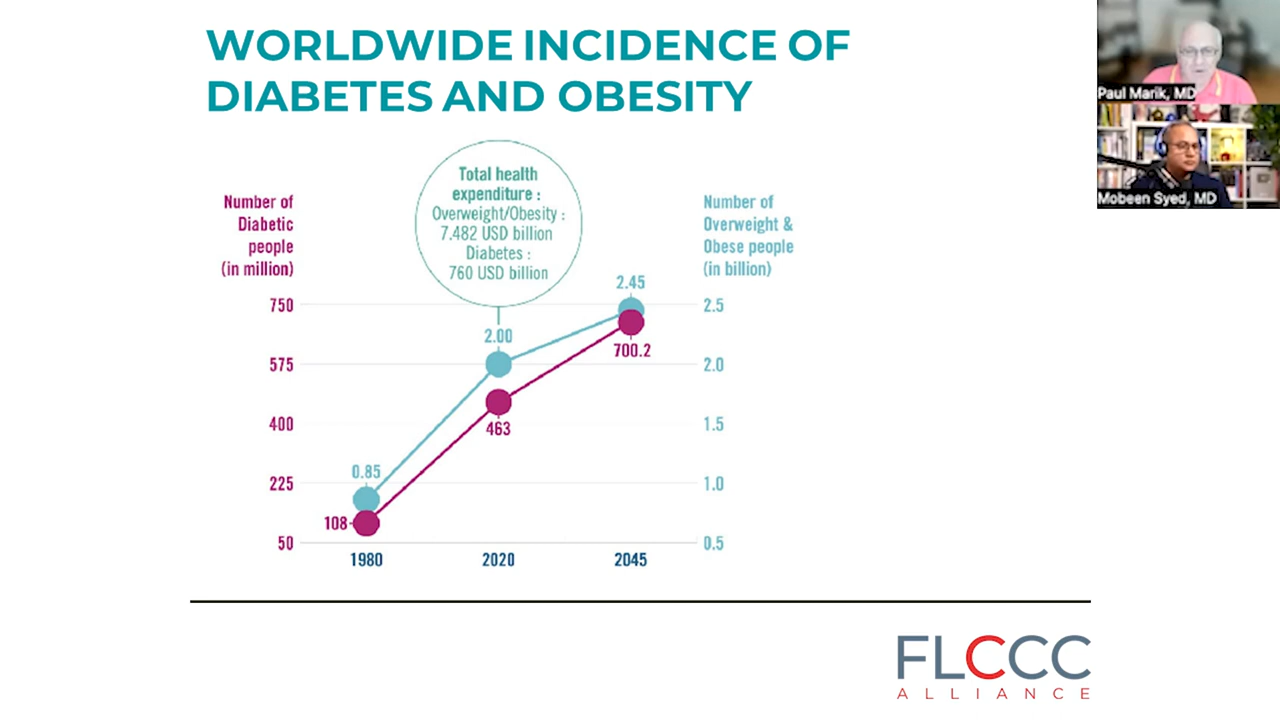 WORLDWIDE INCIDENCE OF
DIABETES AND OBESITY
Paul Marik, MD
Mobeen Syed, MD
Total health
expenditure :
Overweight/Obesity :
7.482 USD billion
Diabetes :
760 USD billion
Number of
Diabetic
people
(in million)
Number of
Overweight &
Obese people
(in billion)
750
575
400
225
50
2.5
2.0
1.5
1.0
0.5
0.85
2.00
2.45
108
463
700.2
1980
2020
2045
FLCCC
ALLIANCE